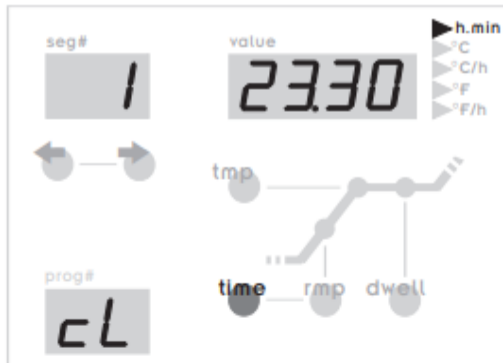 seg#
1
value
23.30
h.min
°C
°C/h
°F
°F/h
tmp
time
rmp
dwell
prog#
cL